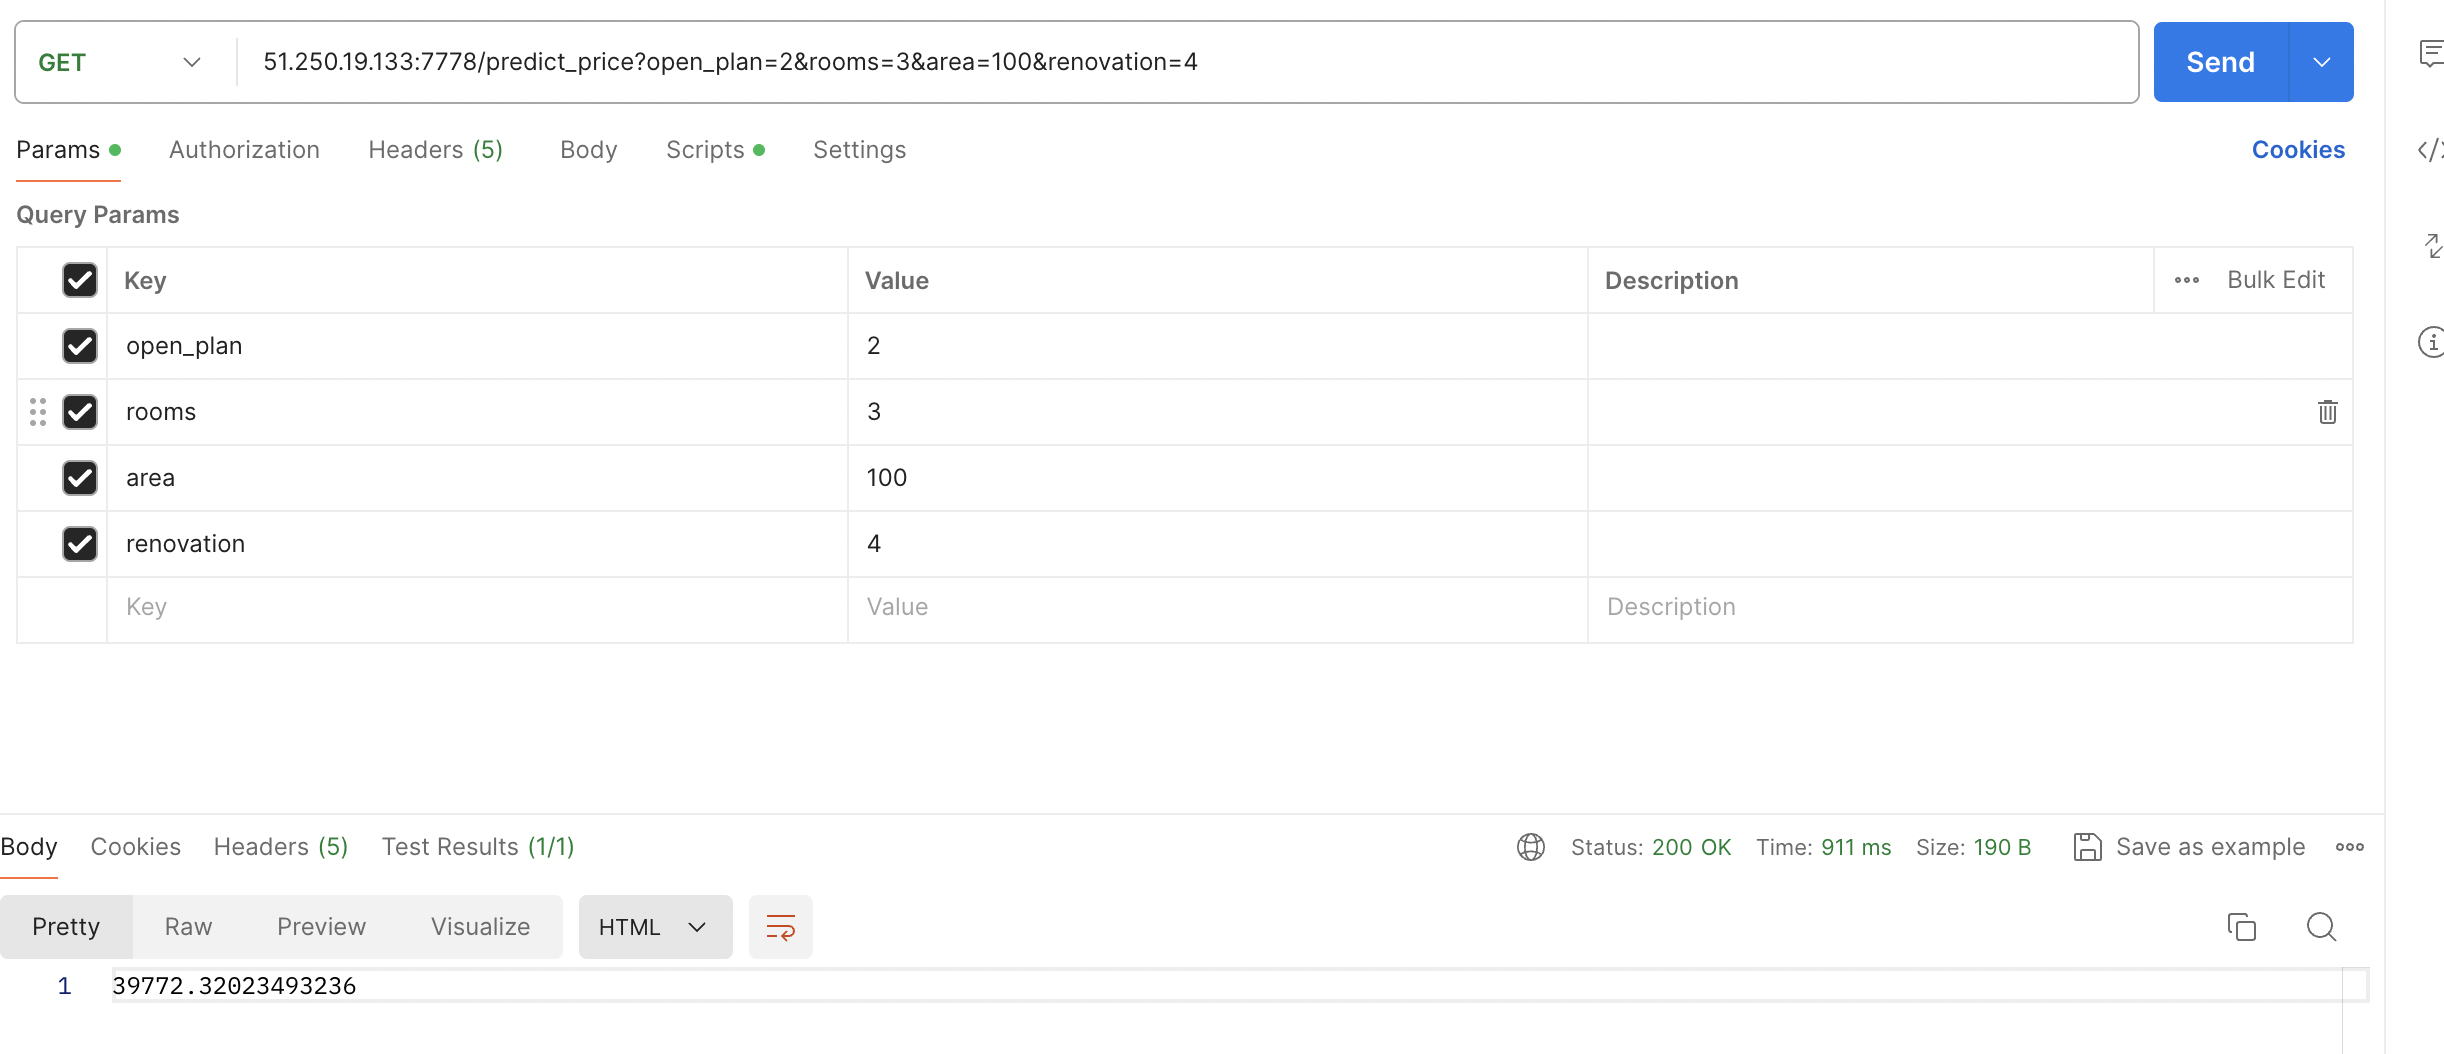 GET 51.250.19.133:7778/predict_price?open_plan=2&rooms=3&area=100&renovation=4 Send
Params Authorization Headers (5) Body Scripts Settings Cookies
Query Params
Key Value Description Bulk Edit
open_plan 2
rooms 3
area 100
renovation 4
Key Value Description
Body Cookies Headers (5) Test Results (1/1) Status: 200 OK Time: 911 ms Size: 190 B Save as example
Pretty Raw Preview Visualize HTML
1 39772.32023493236